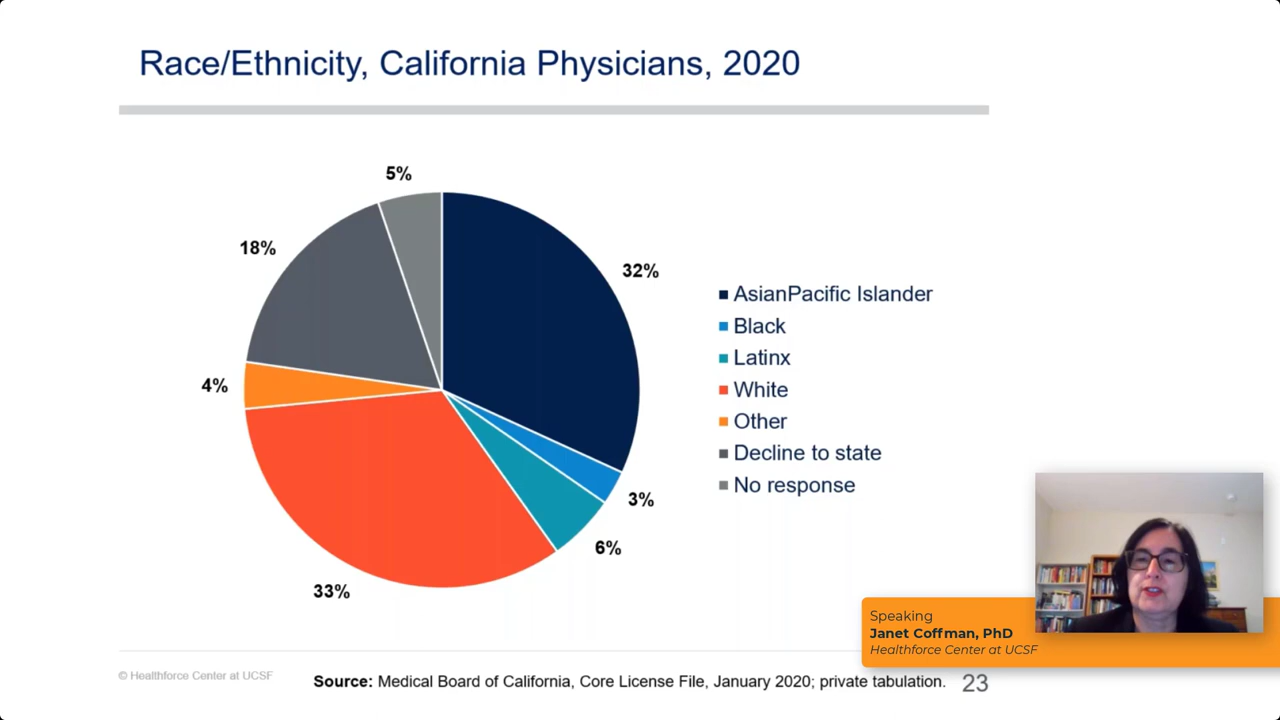 Race/Ethnicity, California Physicians, 2020
5%
18%
32%
4%
3%
6%
33%
AsianPacific Islander
Black
Latinx
White
Other
Decline to state
No response
Speaking
Janet Coffman, PhD
Healthforce Center at UCSF
© Healthforce Center at UCSF
Source: Medical Board of California, Core License File, January 2020; private tabulation.
23